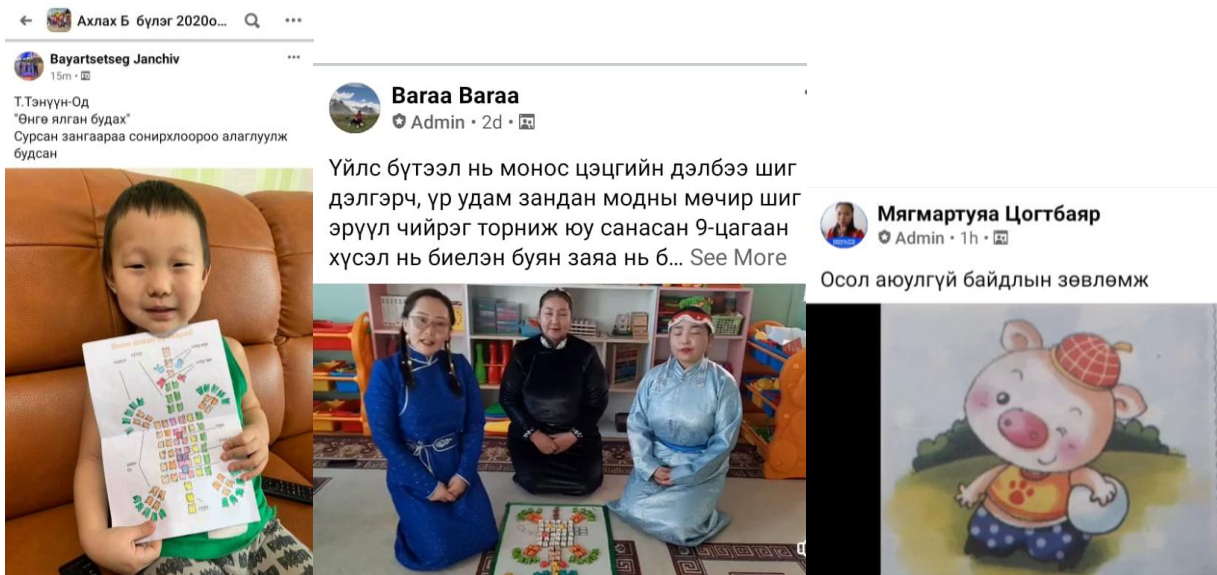 Ахлах Б бүлэг 2020о...
Bayartsetseg Janchiv
15m
Т.Тэнүүн-Од
"Өнгө ялган будах"
Сурсан зангаараа сонирхлоороо алаглуулж
будсан
Baraa Baraa
Admin • 2d
Үйлс бүтээл нь монос цэцгийн дэлбээ шиг
дэлгэрч, үр удам зандан модны мөчир шиг
эрүүл чийрэг торниж юу санасан 9-цагаан
хүсэл нь биелэн буян заяа нь б... See More
Мягмартуяа Цогтбаяр
Admin • 1h
Осол аюулгүй байдлын зөвлөмж